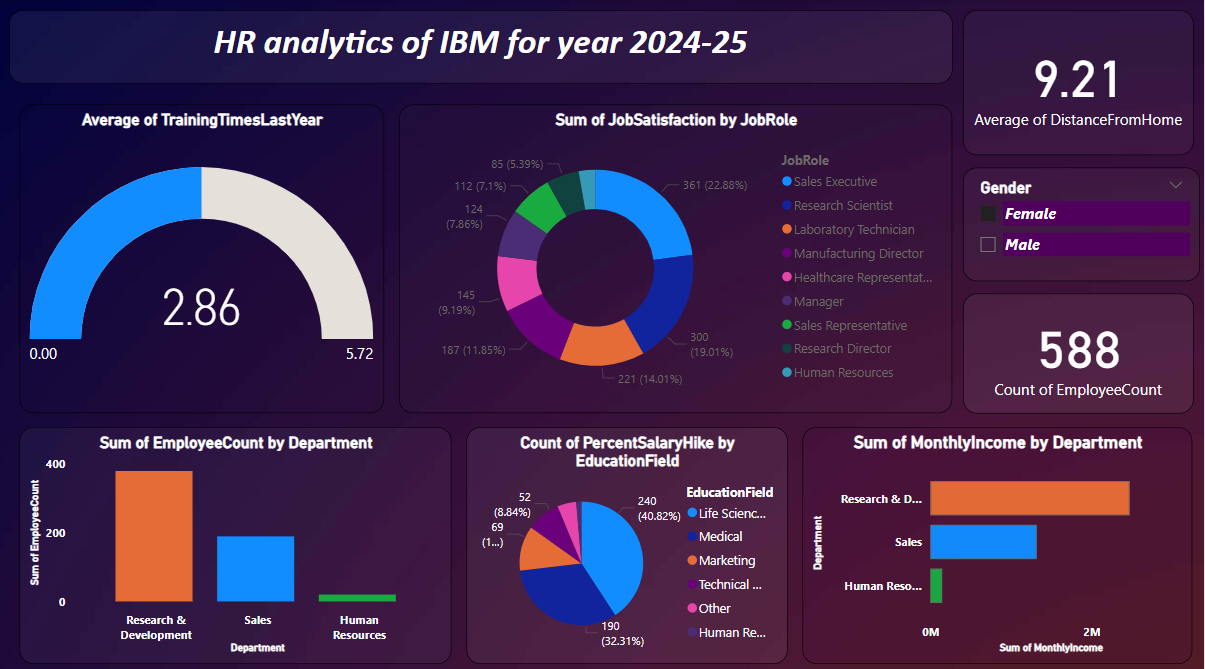 HR analytics of IBM for year 2024-25
9.21
Average of DistanceFromHome
Average of TrainingTimesLastYear
2.86
0.00
5.72
Sum of JobSatisfaction by JobRole
85 (5.39%)
112 (7.1%)
124
(7.86%)
145
(9.19%)
187 (11.85%)
221 (14.01%)
300
(19.01%)
361 (22.88%)
JobRole
Sales Executive
Research Scientist
Laboratory Technician
Manufacturing Director
Healthcare Representat...
Manager
Sales Representative
Research Director
Human Resources
Gender
Female
Male
588
Count of EmployeeCount
Sum of EmployeeCount by Department
Sum of EmployeeCount
400
200
0
Research &
Development
Sales
Human
Resources
Department
Count of PercentSalaryHike by
EducationField
52
(8.84%)
69
(1...)
240
(40.82%)
190
(32.31%)
EducationField
Life Scienc...
Medical
Marketing
Technical ...
Other
Human Re...
Sum of MonthlyIncome by Department
Department
Research & D...
Sales
Human Reso...
0M
2M
Sum of MonthlyIncome